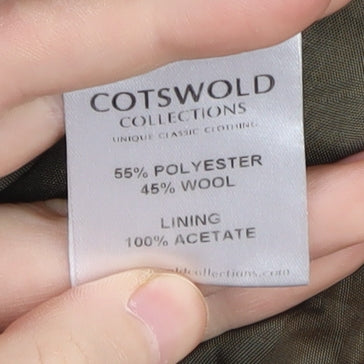 COTSWOLD
COLLECTIONS
UNIQUE CLASSIC CLOTHING
55% POLYESTER
45% WOOL
LINING
100% ACETATE